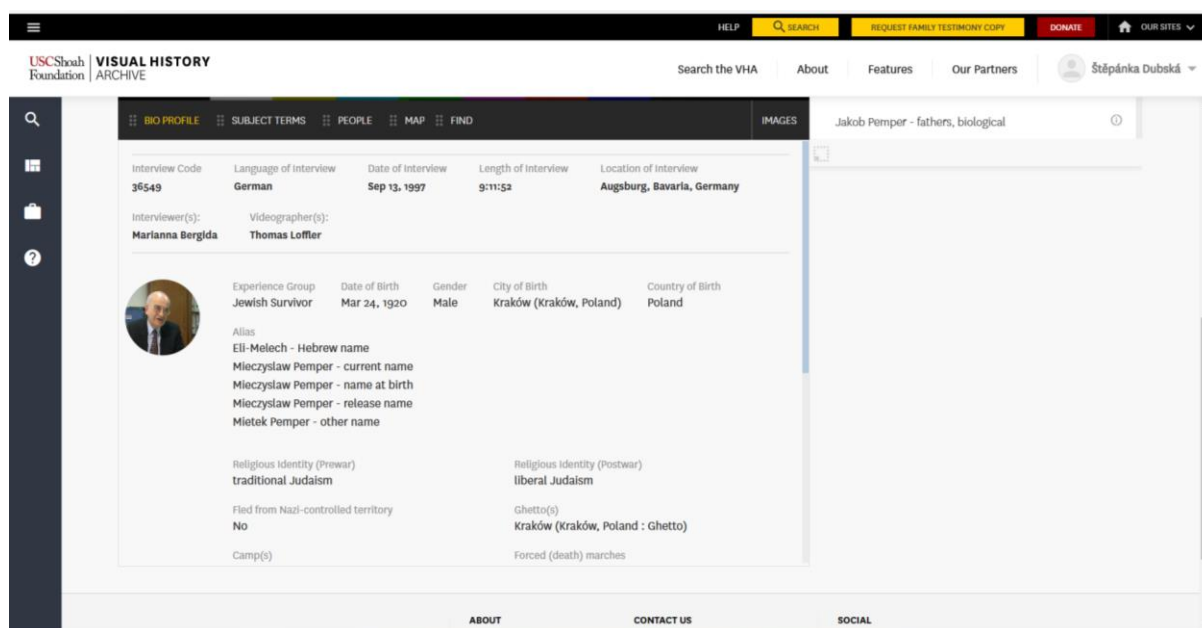 HELP SEARCH REQUEST FAMILY TESTIMONY COPY DONATE OUR SITES
USCShoah Foundation | VISUAL HISTORY ARCHIVE
Search the VHA About Features Our Partners Štěpánka Dubská
BIO PROFILE SUBJECT TERMS PEOPLE MAP FIND IMAGES
Jakob Pemper - fathers, biological
Interview Code Language of Interview Date of Interview Length of Interview Location of Interview
36549 German Sep 13, 1997 9:11:52 Augsburg, Bavaria, Germany
Interviewer(s): Videographer(s):
Marianna Bergida Thomas Loffler
Experience Group Date of Birth Gender City of Birth Country of Birth
Jewish Survivor Mar 24, 1920 Male Kraków (Kraków, Poland) Poland
Alias
Eli-Melech - Hebrew name
Mieczyslaw Pemper - current name
Mieczyslaw Pemper - name at birth
Mieczyslaw Pemper - release name
Mietek Pemper - other name
Religious Identity (Prewar) Religious Identity (Postwar)
traditional Judaism liberal Judaism
Fled from Nazi-controlled territory Ghetto(s)
No Kraków (Kraków, Poland : Ghetto)
Camp(s) Forced (death) marches
ABOUT CONTACT US SOCIAL